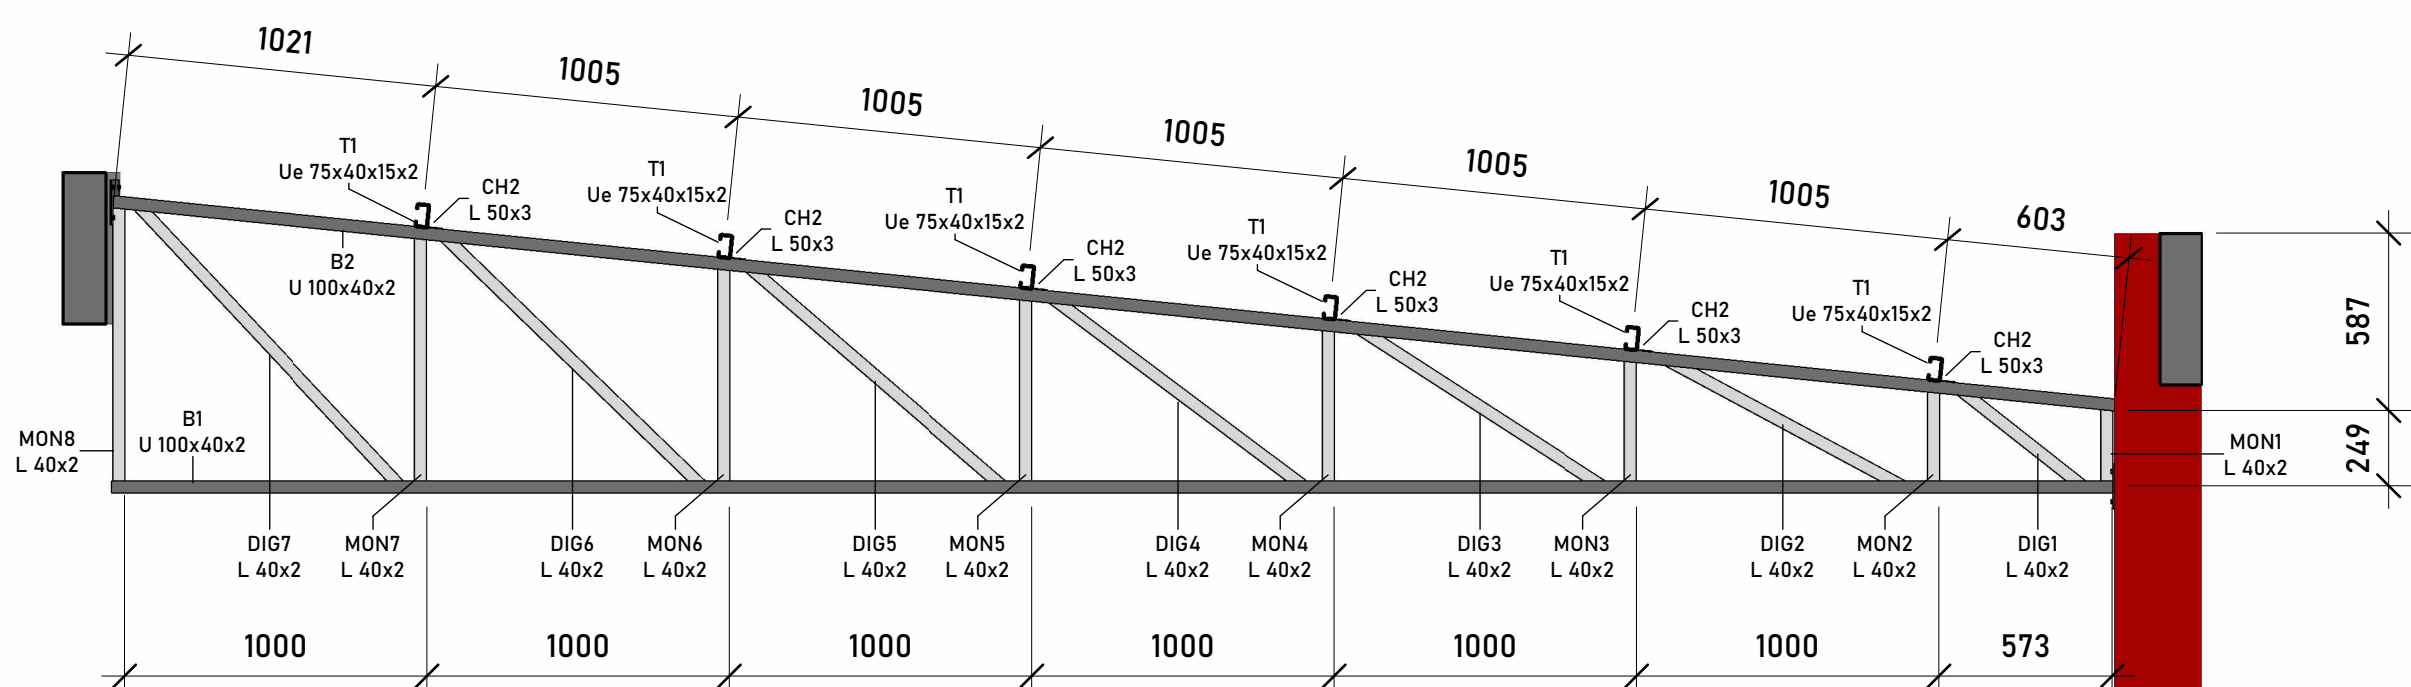 1021
1005
1005
1005
1005
1005
603
T1
Ue 75x40x15x2
CH2
L 50x3
T1
Ue 75x40x15x2
CH2
L 50x3
T1
Ue 75x40x15x2
CH2
L 50x3
T1
Ue 75x40x15x2
CH2
L 50x3
T1
Ue 75x40x15x2
CH2
L 50x3
T1
Ue 75x40x15x2
CH2
L 50x3
B2
U 100x40x2
587
249
B1
U 100x40x2
MON8
L 40x2
MON1
L 40x2
DIG7
L 40x2
MON7
L 40x2
DIG6
L 40x2
MON6
L 40x2
DIG5
L 40x2
MON5
L 40x2
DIG4
L 40x2
MON4
L 40x2
DIG3
L 40x2
MON3
L 40x2
DIG2
L 40x2
MON2
L 40x2
DIG1
L 40x2
1000
1000
1000
1000
1000
1000
573